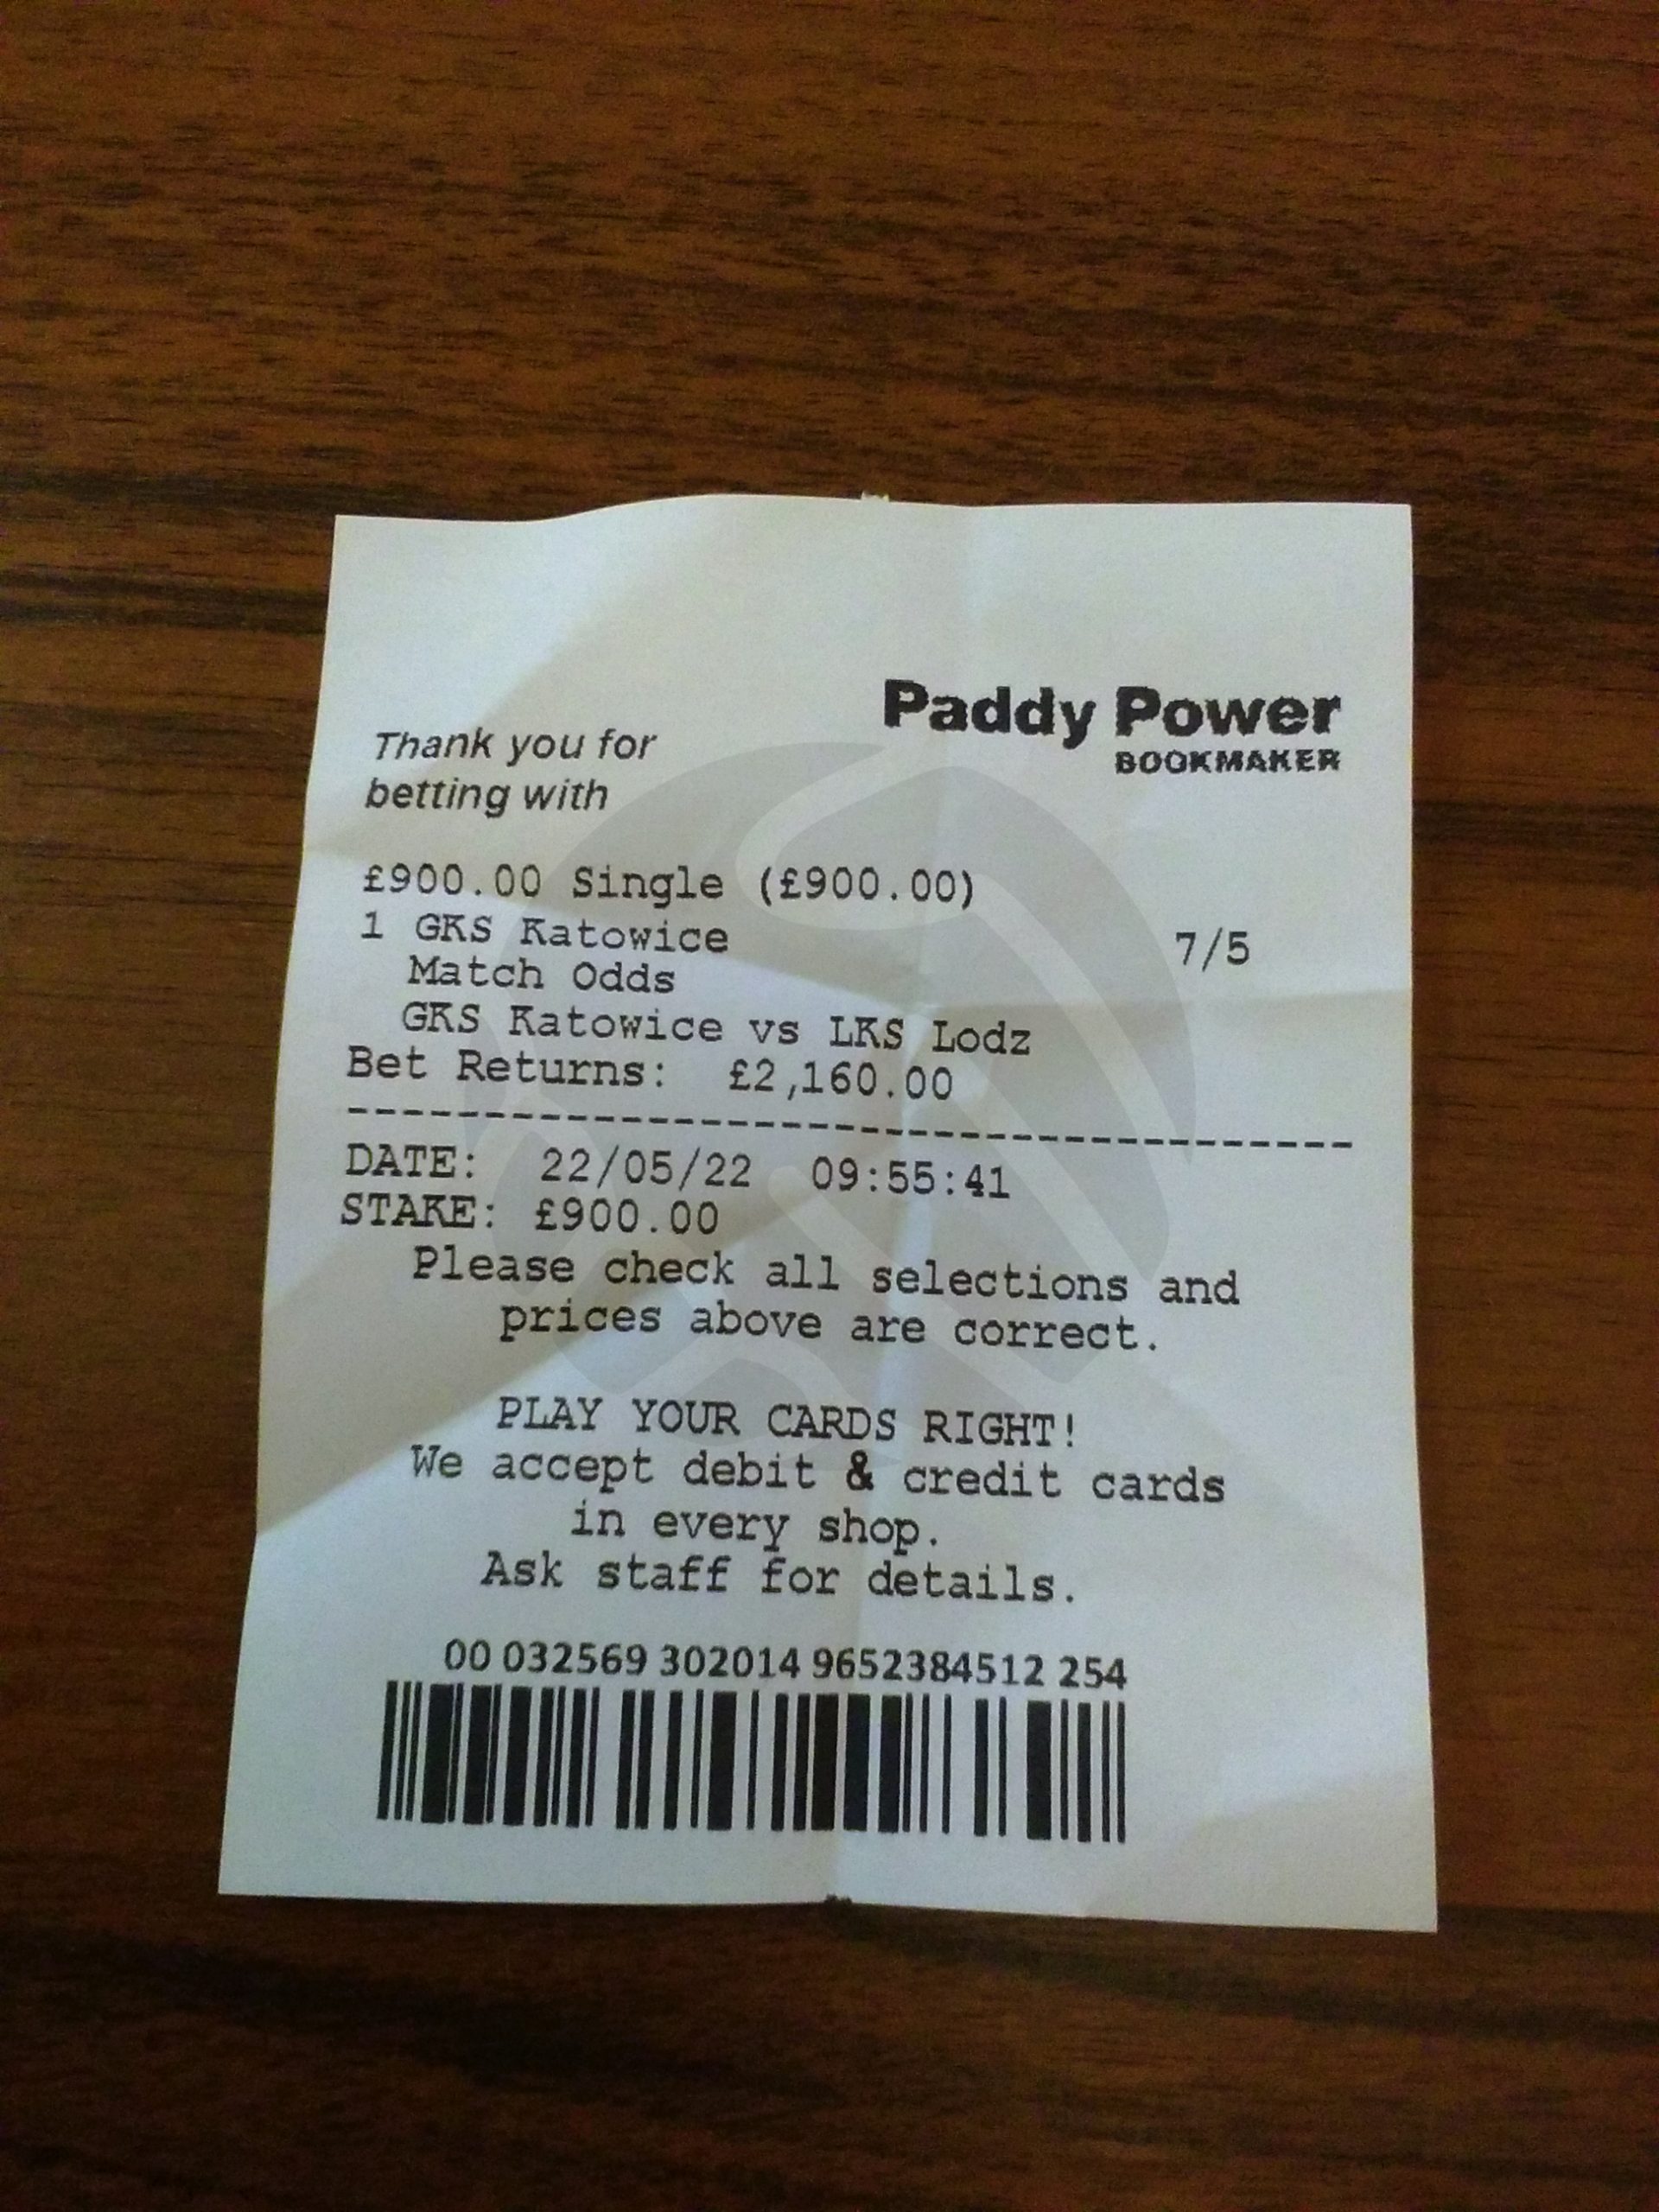 Paddy Power
BOOKMAKER
Thank you for
betting with
£900.00 Single (£900.00)
1 GKS Katowice 7/5
Match Odds
GKS Katowice vs LKS Lodz
Bet Returns: £2,160.00
--------------------------------------
DATE: 22/05/22 09:55:41
STAKE: £900.00
Please check all selections and
prices above are correct.
PLAY YOUR CARDS RIGHT!
We accept debit & credit cards
in every shop.
Ask staff for details.
00 032569 302014 9652384512 254